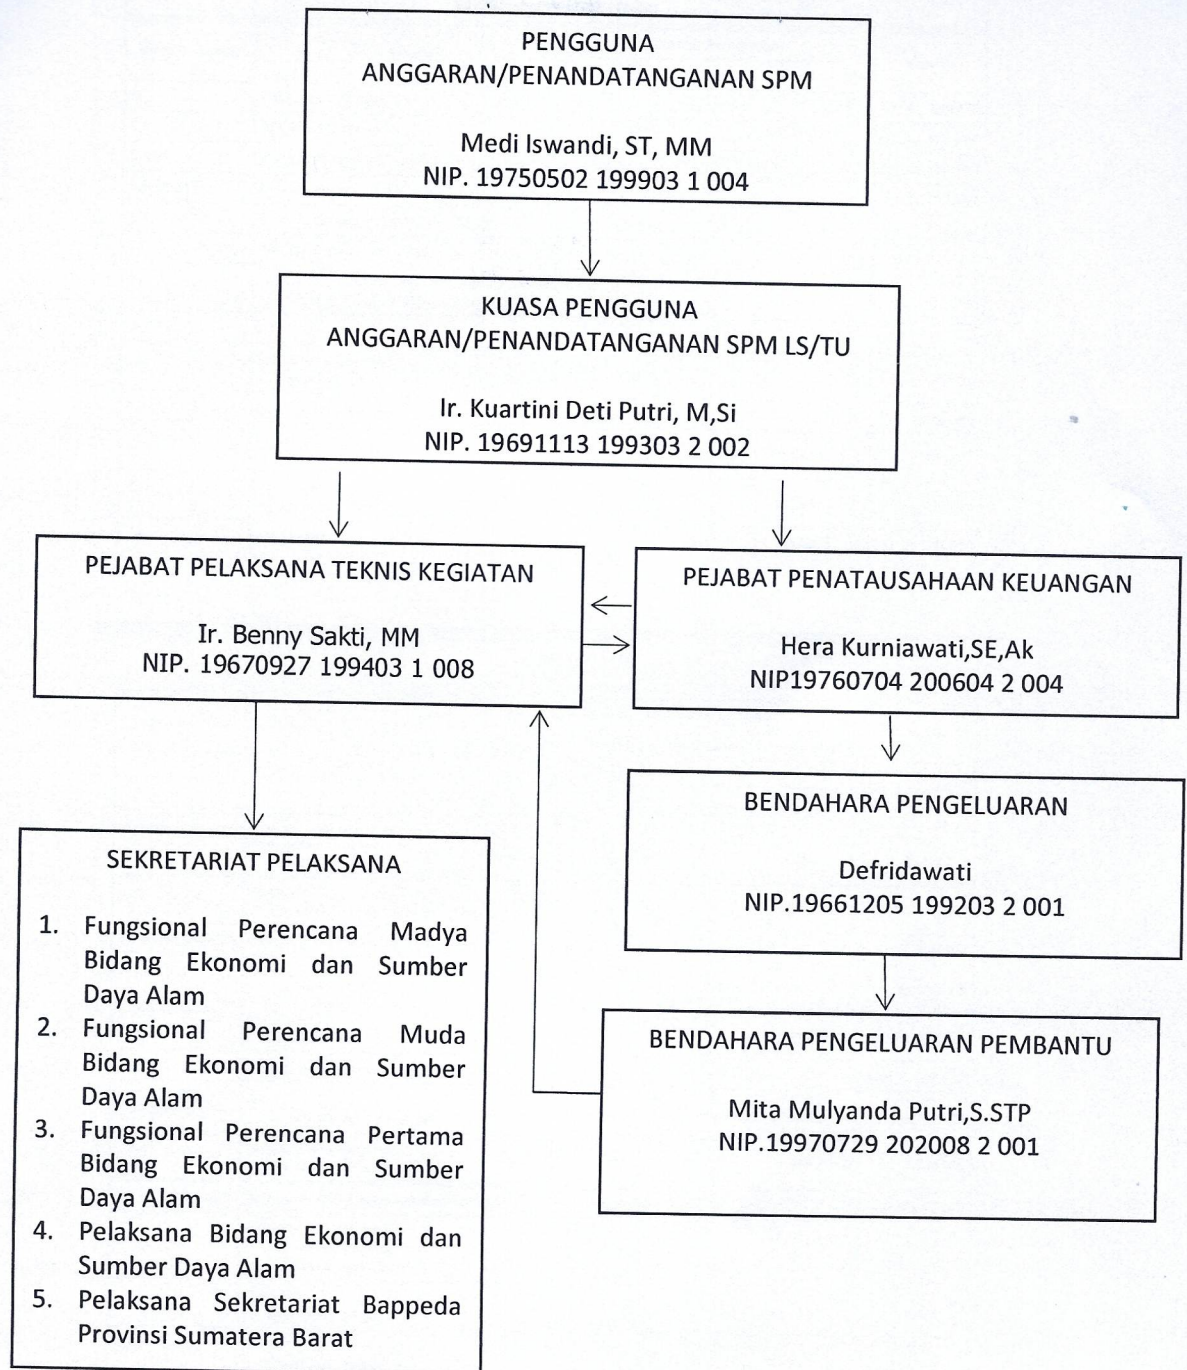 PENGGUNA
ANGGARAN/PENANDATANGANAN SPM
Medi Iswandi, ST, MM
NIP. 19750502 199903 1 004
KUASA PENGGUNA
ANGGARAN/PENANDATANGANAN SPM LS/TU
Ir. Kuartini Deti Putri, M,Si
NIP. 19691113 199303 2 002
PEJABAT PELAKSANA TEKNIS KEGIATAN
Ir. Benny Sakti, MM
NIP. 19670927 199403 1 008
PEJABAT PENATAUSAHAAN KEUANGAN
Hera Kurniawati,SE,Ak
NIP19760704 200604 2 004
BENDAHARA PENGELUARAN
Defridawati
NIP.19661205 199203 2 001
BENDAHARA PENGELUARAN PEMBANTU
Mita Mulyanda Putri,S.STP
NIP.19970729 202008 2 001
SEKRETARIAT PELAKSANA
1. Fungsional Perencana Madya
Bidang Ekonomi dan Sumber
Daya Alam
2. Fungsional Perencana Muda
Bidang Ekonomi dan Sumber
Daya Alam
3. Fungsional Perencana Pertama
Bidang Ekonomi dan Sumber
Daya Alam
4. Pelaksana Bidang Ekonomi dan
Sumber Daya Alam
5. Pelaksana Sekretariat Bappeda
Provinsi Sumatera Barat